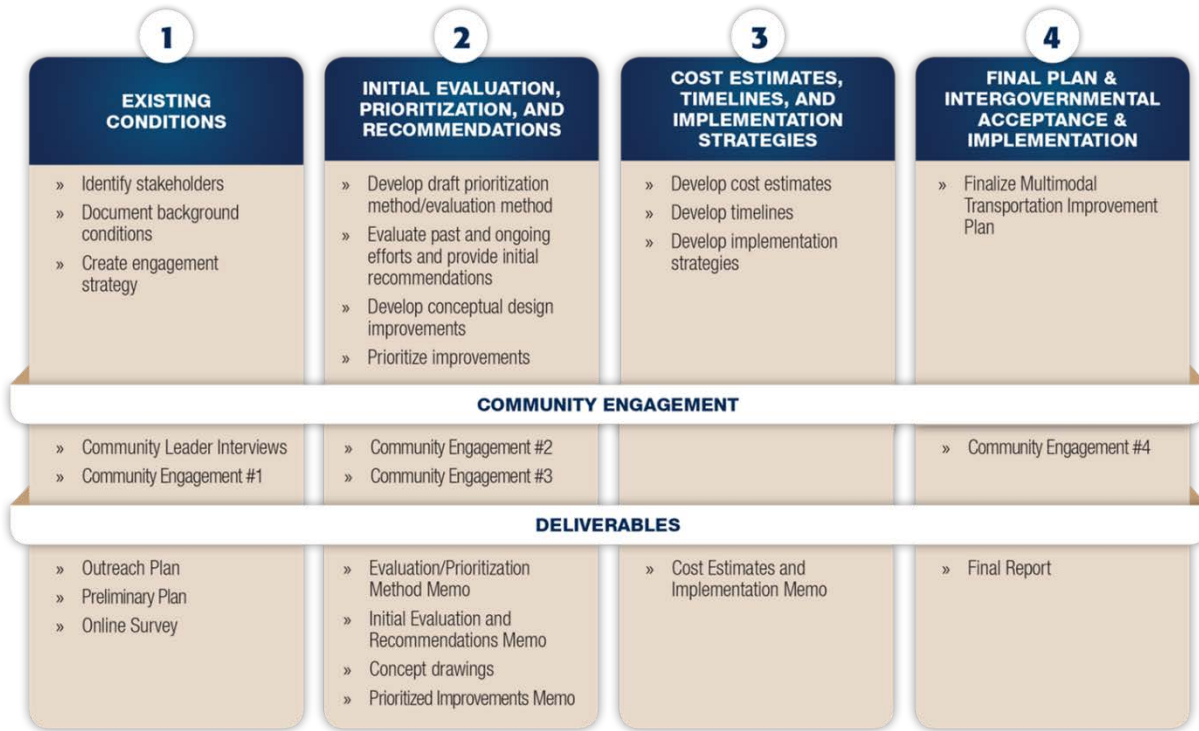 1
EXISTING
CONDITIONS
» Identify stakeholders
» Document background
conditions
» Create engagement
strategy
2
INITIAL EVALUATION,
PRIORITIZATION, AND
RECOMMENDATIONS
» Develop draft prioritization
method/evaluation method
» Evaluate past and ongoing
efforts and provide initial
recommendations
» Develop conceptual design
improvements
» Prioritize improvements
3
COST ESTIMATES,
TIMELINES, AND
IMPLEMENTATION
STRATEGIES
» Develop cost estimates
» Develop timelines
» Develop implementation
strategies
4
FINAL PLAN &
INTERGOVERNMENTAL
ACCEPTANCE &
IMPLEMENTATION
» Finalize Multimodal
Transportation Improvement
Plan
COMMUNITY ENGAGEMENT
» Community Leader Interviews
» Community Engagement #1
» Community Engagement #2
» Community Engagement #3
» Community Engagement #4
DELIVERABLES
» Outreach Plan
» Preliminary Plan
» Online Survey
» Evaluation/Prioritization
Method Memo
» Initial Evaluation and
Recommendations Memo
» Concept drawings
» Prioritized Improvements Memo
» Cost Estimates and
Implementation Memo
» Final Report